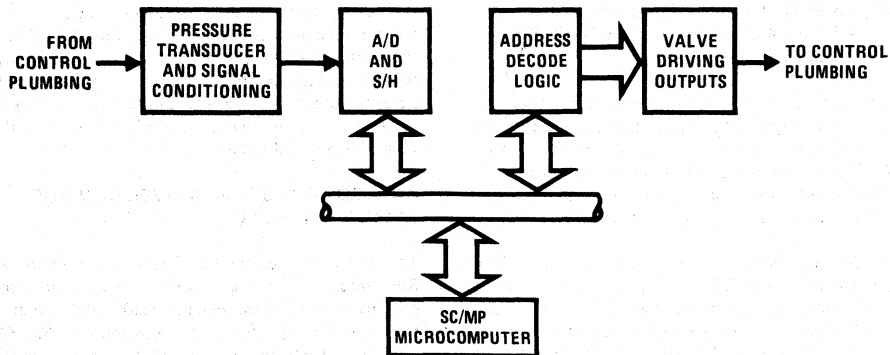 FROM
CONTROL
PLUMBING
PRESSURE
TRANSDUCER
AND SIGNAL
CONDITIONING
A/D
AND
S/H
ADDRESS
DECODE
LOGIC
VALVE
DRIVING
OUTPUTS
TO CONTROL
PLUMBING
SC/MP
MICROCOMPUTER